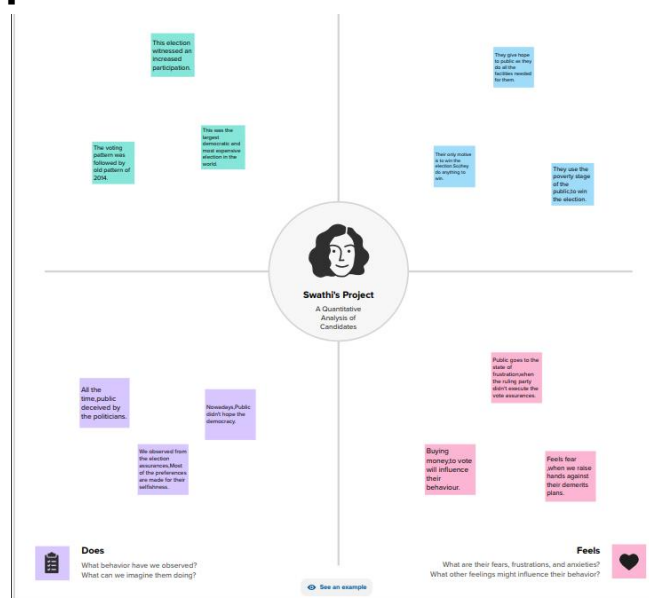 This election
witnessed an
increased
participation.
They give hope
to public as they
do all the
facilities needed
for them.
This was the
largest
democratic and
most expensive
election in the
world.
The voting
pattern was
followed by
old pattern of
2014.
Their only motive
is to win the
election.So,they
do anything to
win.
They use the
poverty stage
of the
public,to win
the election.
Swathi's Project
A Quantitative
Analysis of
Candidates
All the
time,public
deceived by
the politicians.
Nowadays,Public
didn't hope the
democracy.
We observed from
the election
assurances,Most
of the preferences
are made for their
selfishness.
Public goes to the
state of
frustration,when
the ruling party
didn't execute the
vote assurances.
Buying
money,to vote
will influence
their
behaviour.
Feels fear
,when we raise
hands against
their demerits
plans.
Does
What behavior have we observed?
What can we imagine them doing?
Feels
What are their fears, frustrations, and anxieties?
What other feelings might influence their behavior?
See an example